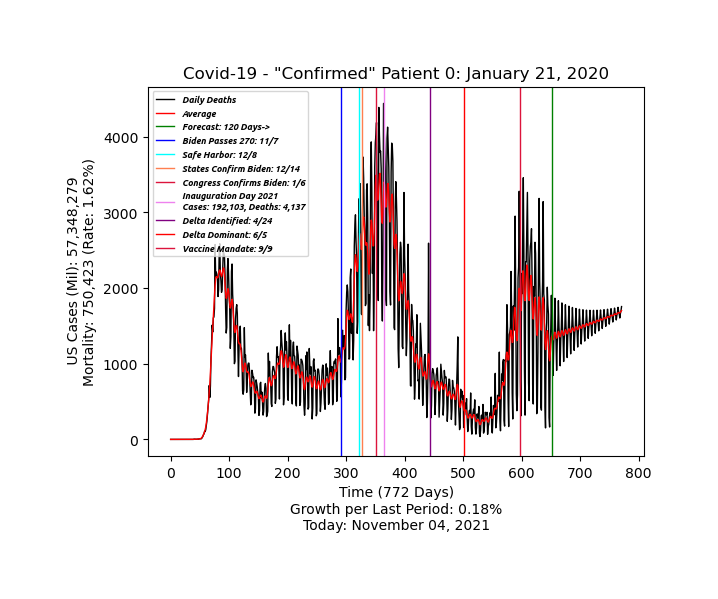 Covid-19 - "Confirmed" Patient 0: January 21, 2020
US Cases (Mil): 57,348,279
Mortality: 750,423 (Rate: 1.62%)
4000
3000
2000
1000
0
Daily Deaths
Average
Forecast: 120 Days->
Biden Passes 270: 11/7
Safe Harbor: 12/8
States Confirm Biden: 12/14
Congress Confirms Biden: 1/6
Inauguration Day 2021
Cases: 192,103, Deaths: 4,137
Delta Identified: 4/24
Delta Dominant: 6/5
Vaccine Mandate: 9/9
0 100 200 300 400 500 600 700 800
Time (772 Days)
Growth per Last Period: 0.18%
Today: November 04, 2021